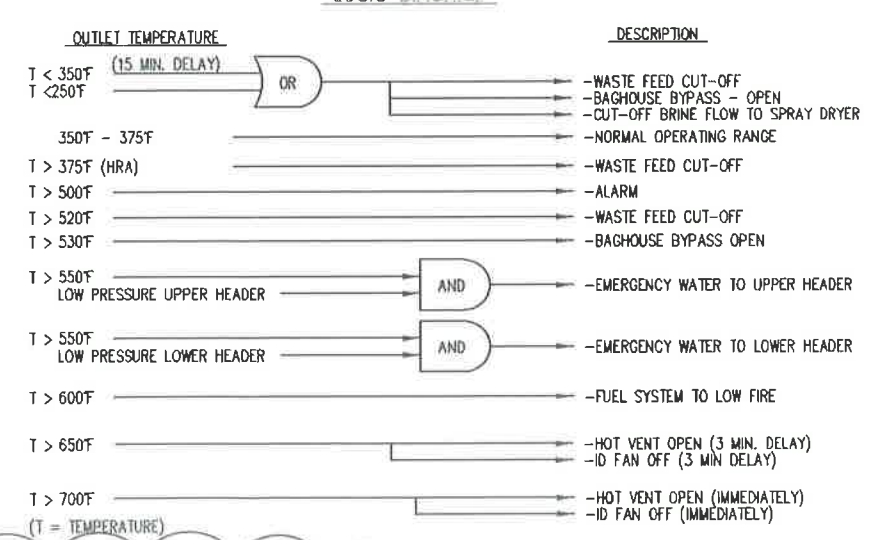 OUTLET TEMPERATURE
DESCRIPTION
T < 350°F (15 MIN. DELAY)
T <250°F
OR
-WASTE FEED CUT-OFF
-BAGHOUSE BYPASS - OPEN
-CUT-OFF BRINE FLOW TO SPRAY DRYER
350°F - 375°F
-NORMAL OPERATING RANGE
T > 375°F (HRA)
-WASTE FEED CUT-OFF
T > 500°F
-ALARM
T > 520°F
-WASTE FEED CUT-OFF
T > 530°F
-BAGHOUSE BYPASS OPEN
T > 550°F
LOW PRESSURE UPPER HEADER
AND
-EMERGENCY WATER TO UPPER HEADER
T > 550°F
LOW PRESSURE LOWER HEADER
AND
-EMERGENCY WATER TO LOWER HEADER
T > 600°F
-FUEL SYSTEM TO LOW FIRE
T > 650°F
-HOT VENT OPEN (3 MIN. DELAY)
-ID FAN OFF (3 MIN DELAY)
T > 700°F
-HOT VENT OPEN (IMMEDIATELY)
-ID FAN OFF (IMMEDIATELY)
(T = TEMPERATURE)